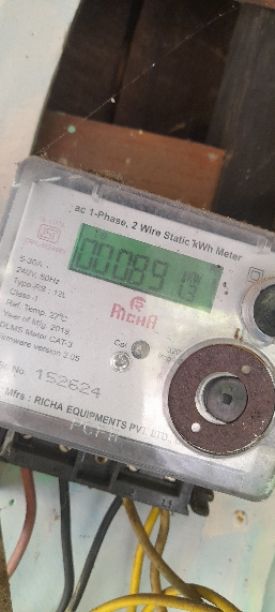 ac 1-Phase, 2 Wire Static kWh Meter
000891
kWh
5-30A
240V, 50Hz
Class-1
Ref. Temp. 27°C
Year of Mfg. 2018
DLMS Meter CAT-3
Firmware version 2.05
RICHA
Cal
No 152624
Mfrs : RICHA EQUIPMENTS PVT. LTD.,